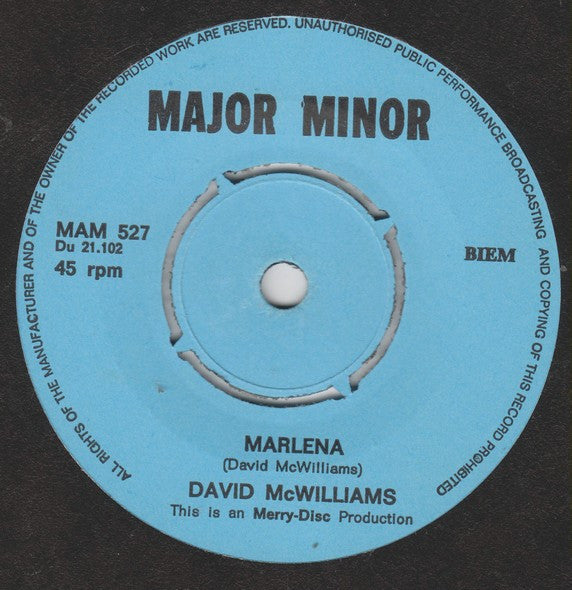 ALL RIGHTS OF THE MANUFACTURER AND OF THE OWNER OF THE RECORDED WORK ARE RESERVED. UNAUTHORISED PUBLIC PERFORMANCE BROADCASTING AND COPYING OF THIS RECORD PROHIBITED
MAJOR MINOR
MAM 527
Du 21.102
45 rpm
BIEM
MARLENA
(David McWilliams)
DAVID McWILLIAMS
This is an Merry-Disc Production